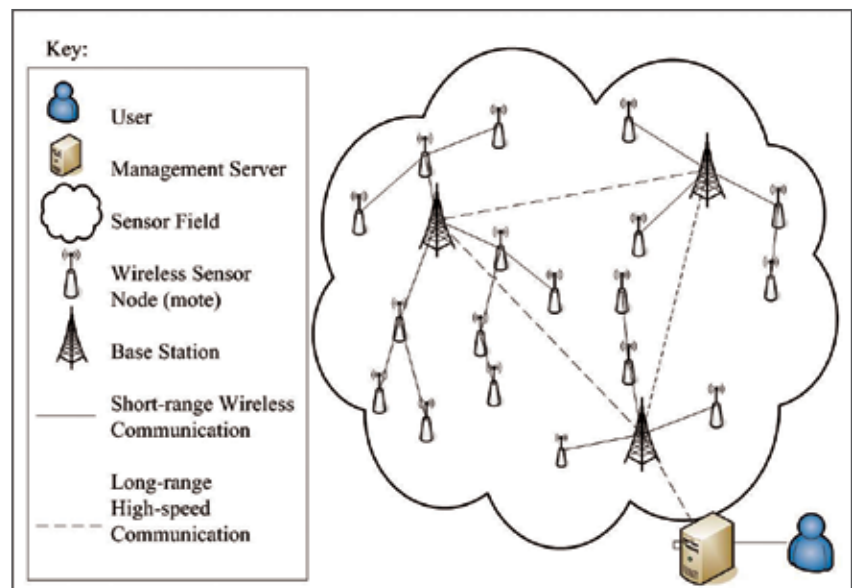 Key:
User
Management Server
Sensor Field
Wireless Sensor
Node (mote)
Base Station
Short-range Wireless
Communication
Long-range
High-speed
Communication